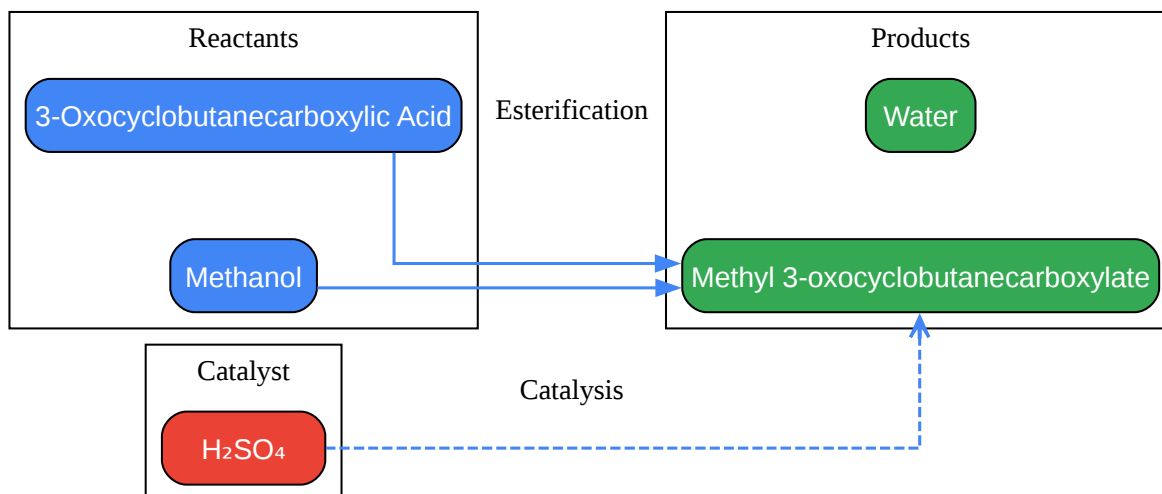 Reactants
3-Oxocyclobutanecarboxylic Acid
Methanol
Esterification
Products
Water
Methyl 3-oxocyclobutanecarboxylate
Catalyst
H₂SO₄
Catalysis